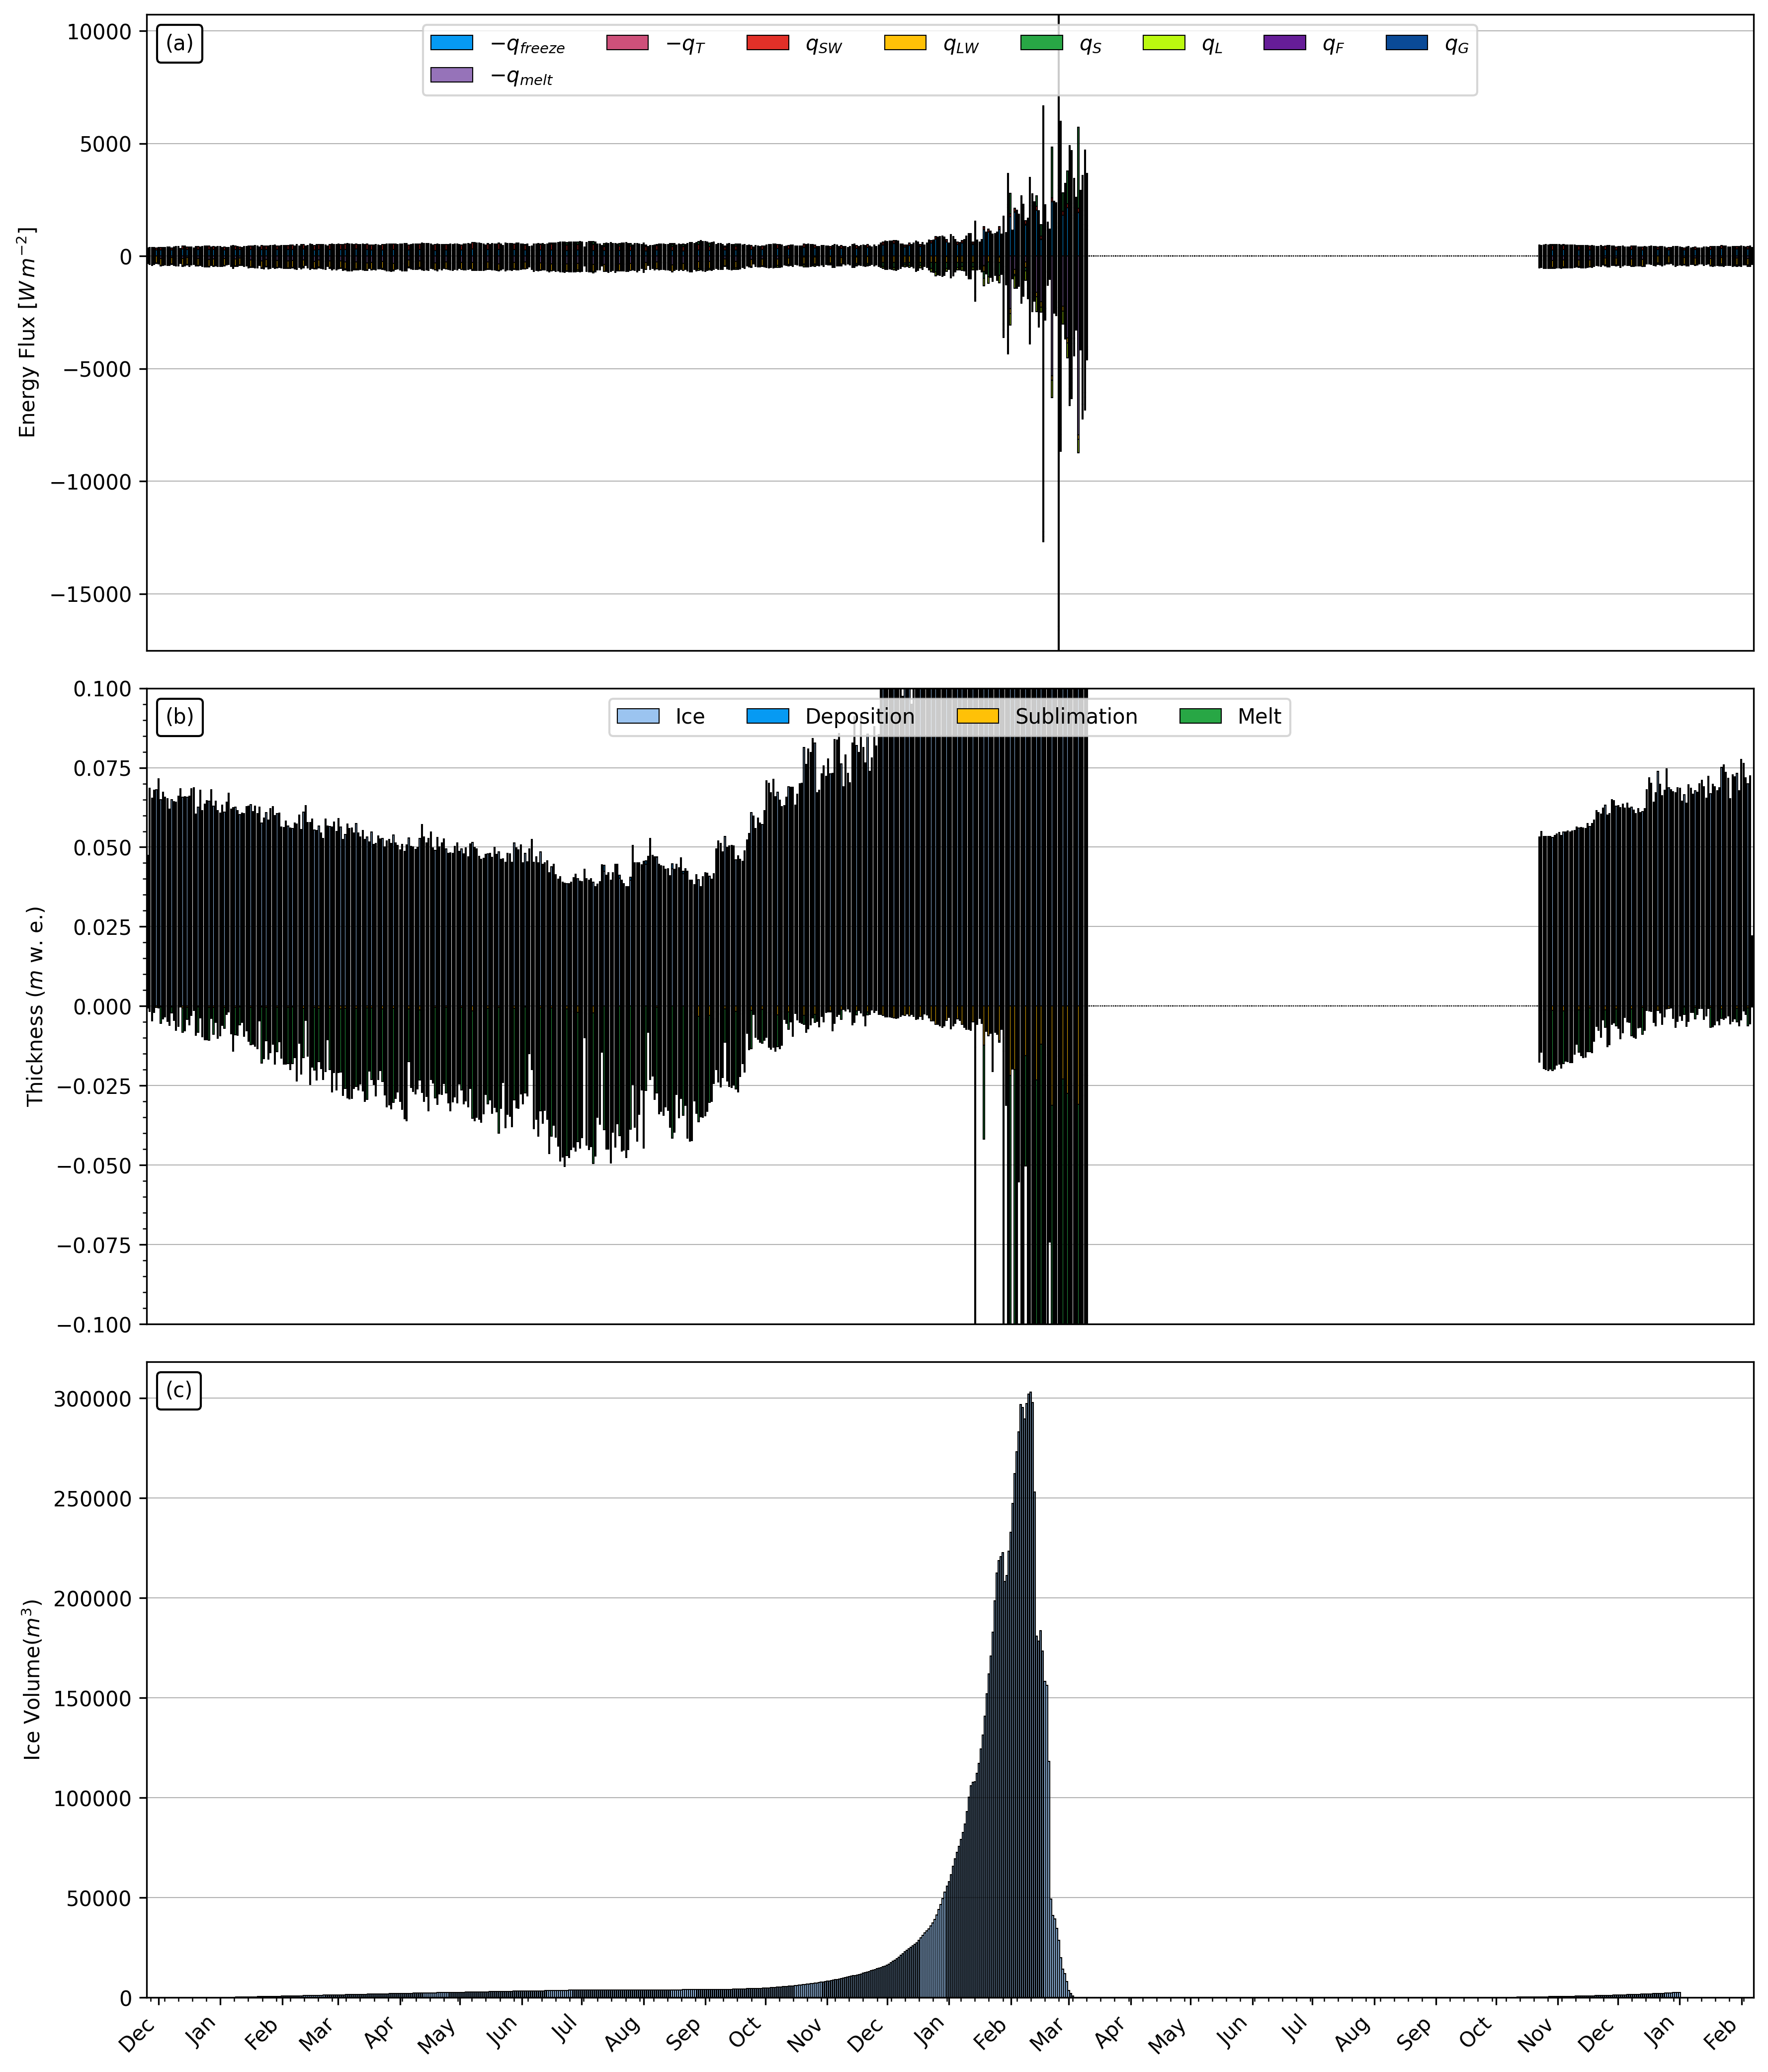 (a)
−q_freeze −q_T q_SW q_LW q_S q_L q_F q_G
−q_melt
10000
5000
0
−5000
−10000
−15000
Energy Flux [W m⁻²]
(b)
Ice Deposition Sublimation Melt
0.100
0.075
0.050
0.025
0.000
−0.025
−0.050
−0.075
−0.100
Thickness (m w. e.)
(c)
300000
250000
200000
150000
100000
50000
0
Ice Volume(m³)
Dec Jan Feb Mar Apr May Jun Jul Aug Sep Oct Nov Dec Jan Feb Mar Apr May Jun Jul Aug Sep Oct Nov Dec Jan Feb